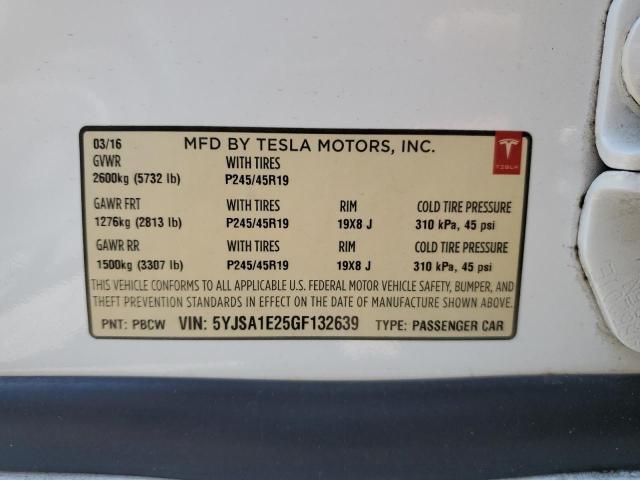 03/16 MFD BY TESLA MOTORS, INC.
GVWR WITH TIRES
2600kg (5732 lb) P245/45R19
TESLA
GAWR FRT WITH TIRES RIM COLD TIRE PRESSURE
1276kg (2813 lb) P245/45R19 19X8 J 310 kPa, 45 psi
GAWR RR WITH TIRES RIM COLD TIRE PRESSURE
1500kg (3307 lb) P245/45R19 19X8 J 310 kPa, 45 psi
THIS VEHICLE CONFORMS TO ALL APPLICABLE U.S. FEDERAL MOTOR VEHICLE SAFETY, BUMPER, AND
THEFT PREVENTION STANDARDS IN EFFECT ON THE DATE OF MANUFACTURE SHOWN ABOVE.
PNT: PBCW VIN: 5YJSA1E25GF132639 TYPE: PASSENGER CAR